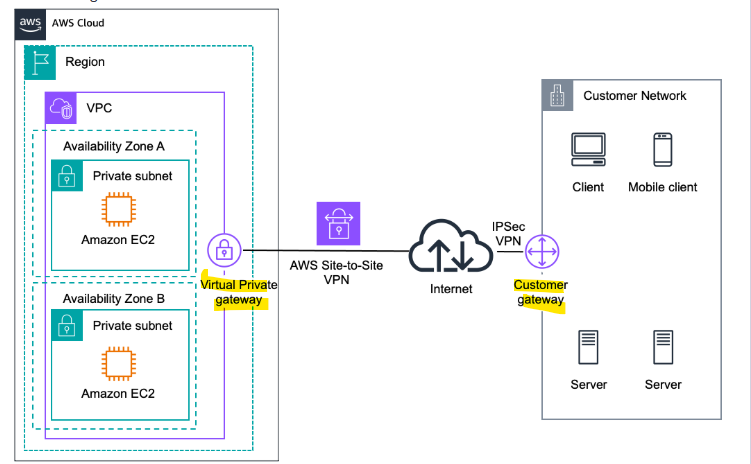 aws
AWS Cloud
Region
VPC
Availability Zone A
Private subnet
Amazon EC2
Virtual Private
gateway
Availability Zone B
Private subnet
Amazon EC2
AWS Site-to-Site
VPN
Internet
IPSec
VPN
Customer
gateway
Customer Network
Client
Mobile client
Server
Server